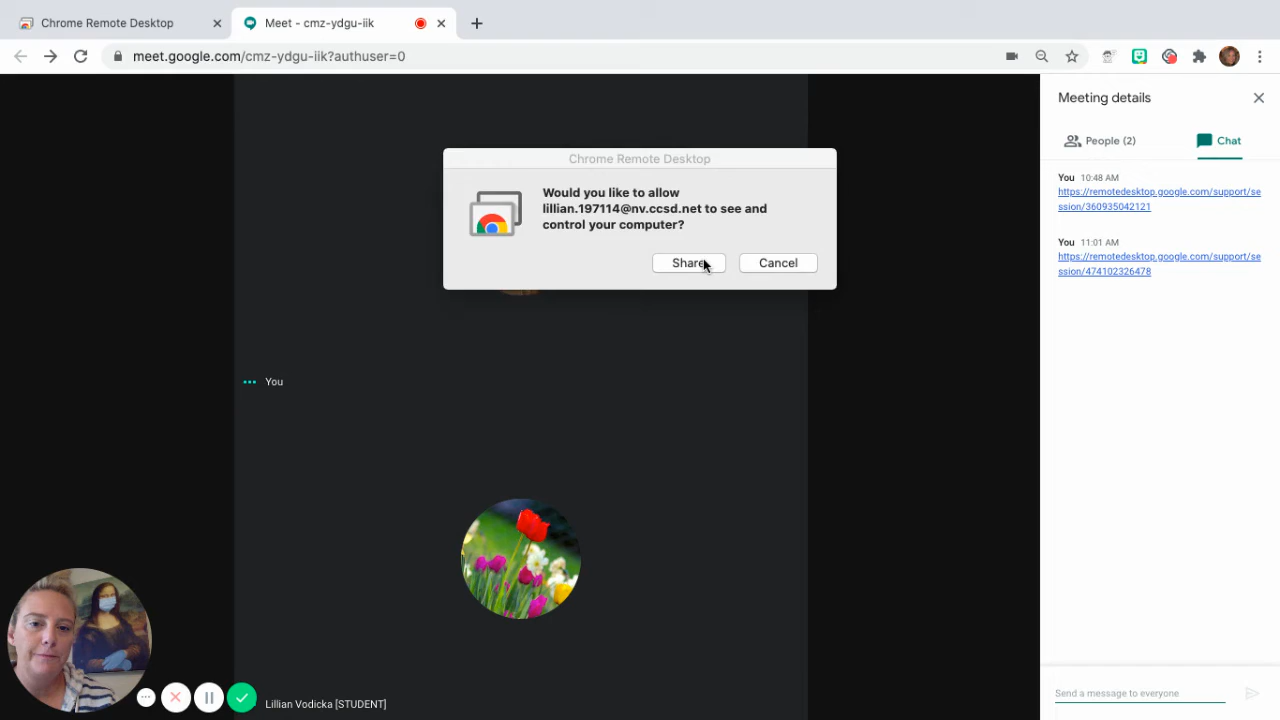 Chrome Remote Desktop
Meet - cmz-ydgu-iik
meet.google.com/cmz-ydgu-iik?authuser=0
Meeting details
People (2)
Chat
You 10:48 AM
https://remotedesktop.google.com/support/se
ssion/360935042121
You 11:01 AM
https://remotedesktop.google.com/support/se
ssion/474102326478
Chrome Remote Desktop
Would you like to allow
lillian.197114@nv.ccsd.net to see and
control your computer?
Share
Cancel
You
Lillian Vodicka [STUDENT]
Send a message to everyone